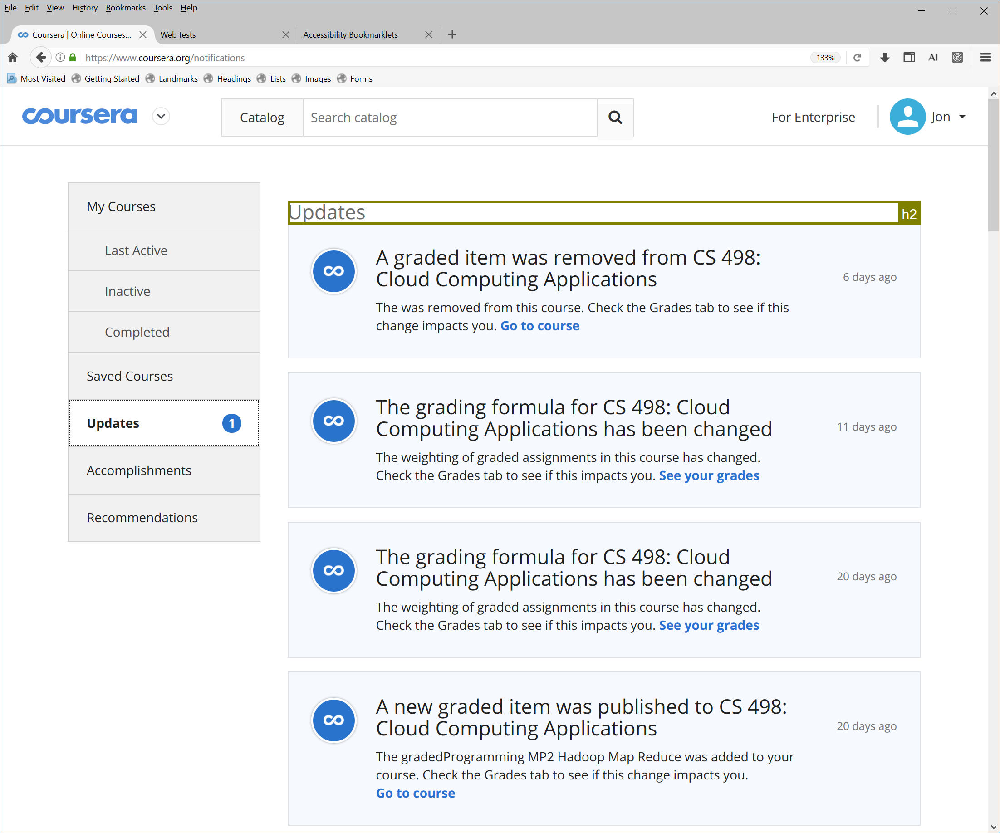 File Edit View History Bookmarks Tools Help
Coursera | Online Courses... Web tests Accessibility Bookmarklets
https://www.coursera.org/notifications 133% AI
Most Visited Getting Started Landmarks Headings Lists Images Forms
coursera Catalog Search catalog For Enterprise Jon
My Courses
Last Active
Inactive
Completed
Saved Courses
Updates 1
Accomplishments
Recommendations
Updates h2
A graded item was removed from CS 498:
Cloud Computing Applications
6 days ago
The was removed from this course. Check the Grades tab to see if this
change impacts you. Go to course
The grading formula for CS 498: Cloud
Computing Applications has been changed
11 days ago
The weighting of graded assignments in this course has changed.
Check the Grades tab to see if this impacts you. See your grades
The grading formula for CS 498: Cloud
Computing Applications has been changed
20 days ago
The weighting of graded assignments in this course has changed.
Check the Grades tab to see if this impacts you. See your grades
A new graded item was published to CS 498:
Cloud Computing Applications
20 days ago
The gradedProgramming MP2 Hadoop Map Reduce was added to your
course. Check the Grades tab to see if this change impacts you.
Go to course